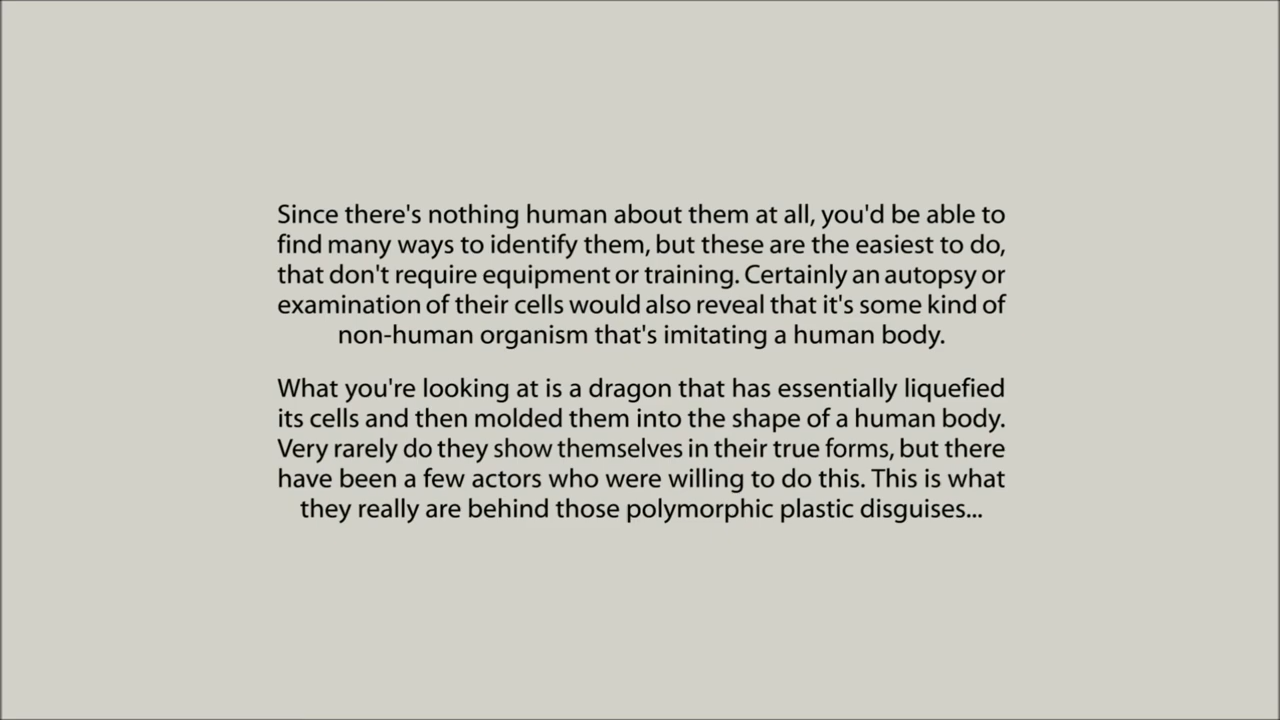 Since there's nothing human about them at all, you'd be able to
find many ways to identify them, but these are the easiest to do,
that don't require equipment or training. Certainly an autopsy or
examination of their cells would also reveal that it's some kind of
non-human organism that's imitating a human body.
What you're looking at is a dragon that has essentially liquefied
its cells and then molded them into the shape of a human body.
Very rarely do they show themselves in their true forms, but there
have been a few actors who were willing to do this. This is what
they really are behind those polymorphic plastic disguises...